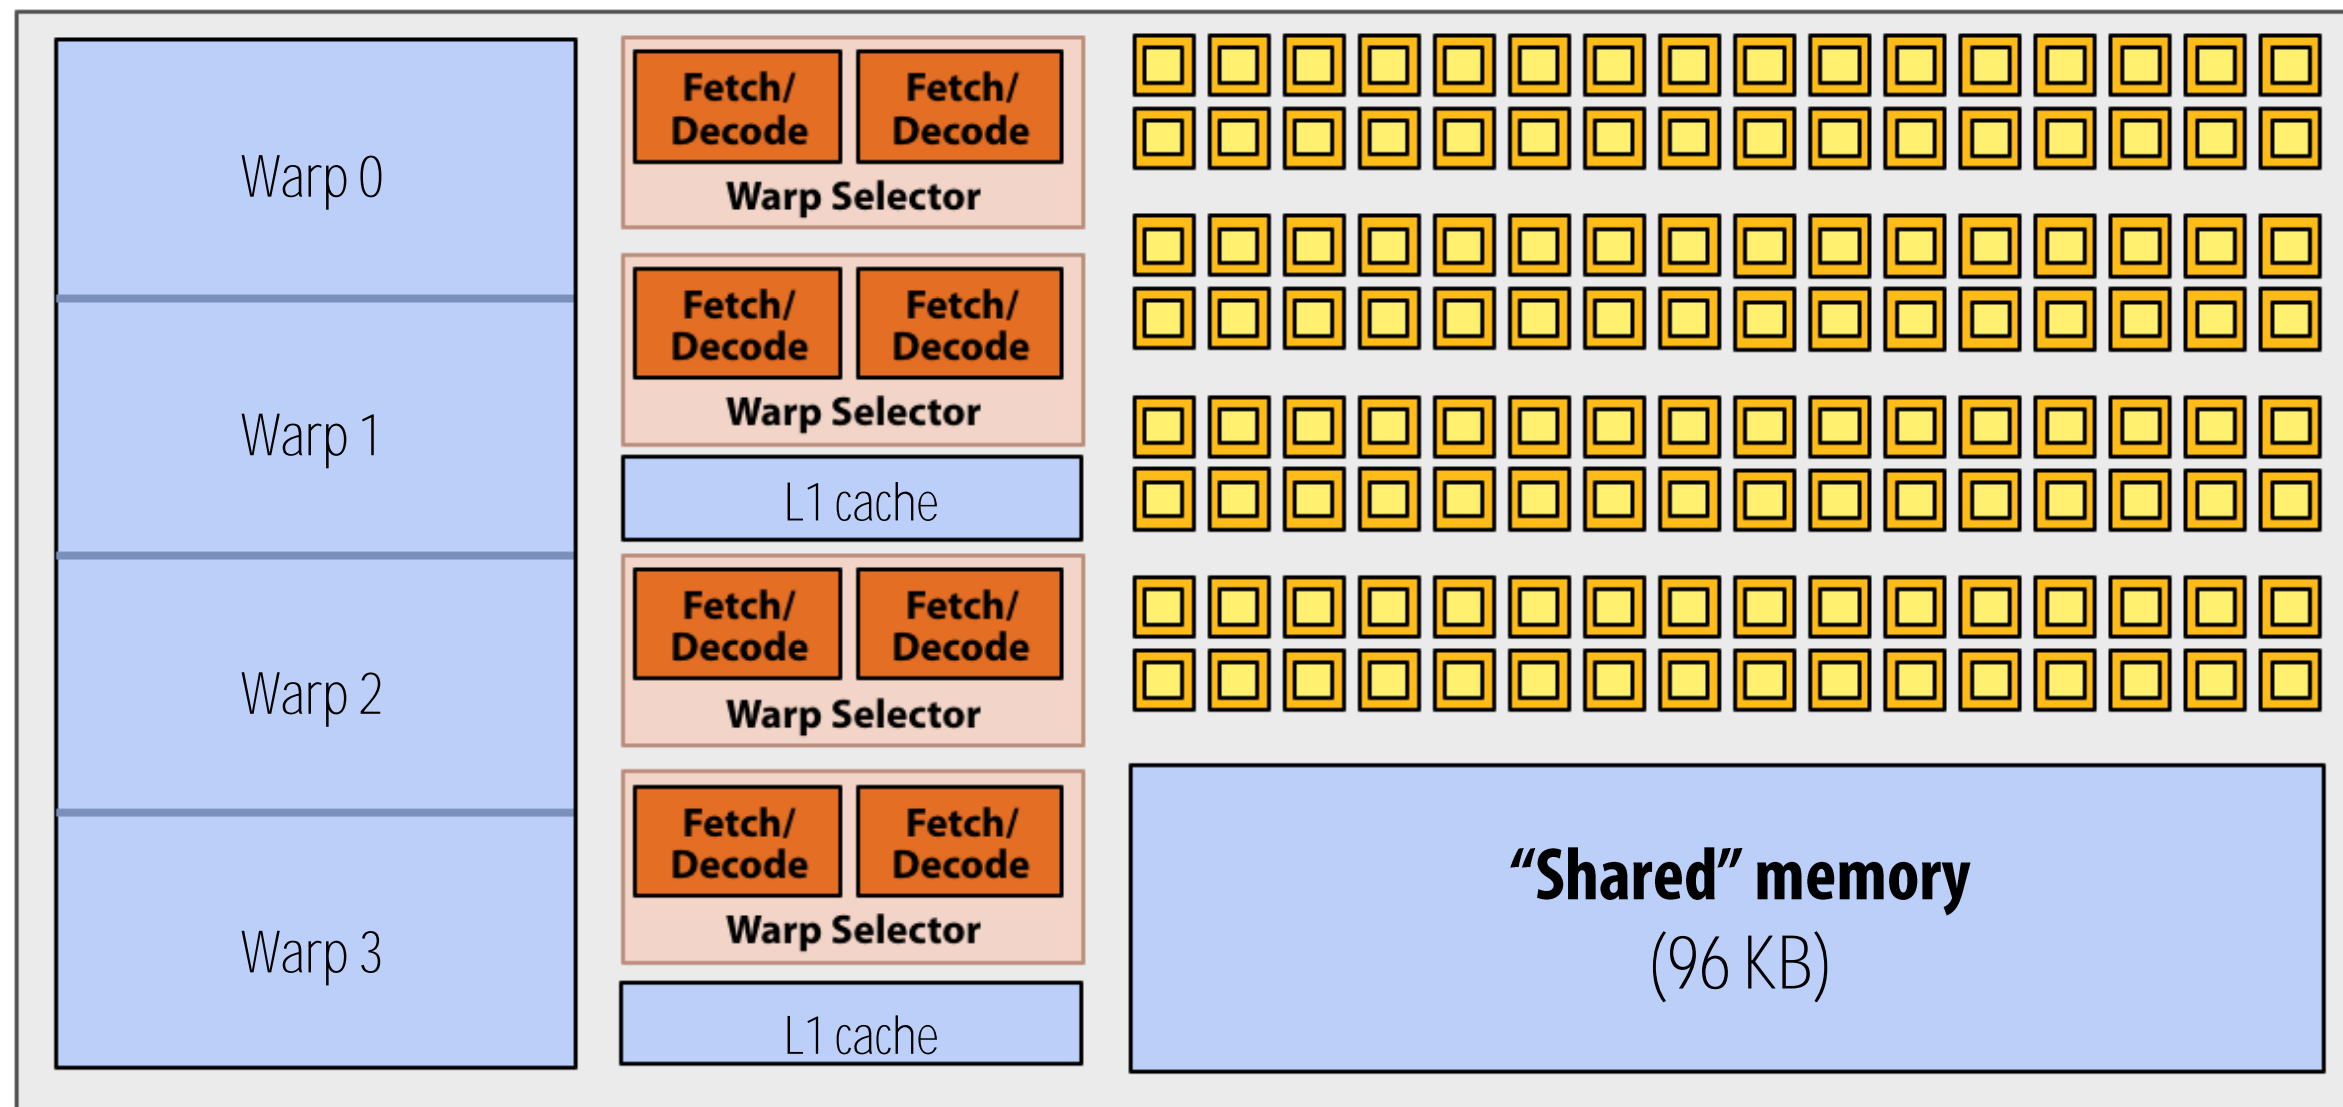 Warp 0
Warp 1
Warp 2
Warp 3
Fetch/ Fetch/
Decode Decode
Warp Selector
Fetch/ Fetch/
Decode Decode
Warp Selector
L1 cache
Fetch/ Fetch/
Decode Decode
Warp Selector
Fetch/ Fetch/
Decode Decode
Warp Selector
L1 cache
“Shared” memory
(96 KB)